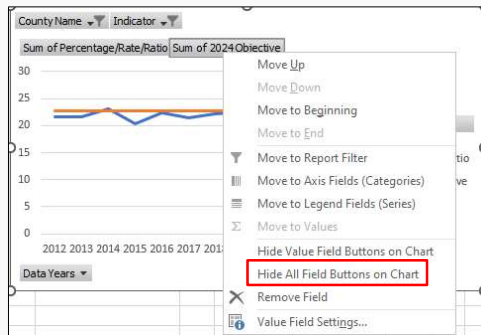 County Name Indicator
Sum of Percentage/Rate/Ratio Sum of 2024 Objective
30
25
20
15
10
5
0
2012 2013 2014 2015 2016 2017 2018
Data Years
Move Up
Move Down
Move to Beginning
Move to End
Move to Report Filter
Move to Axis Fields (Categories)
Move to Legend Fields (Series)
Move to Values
Hide Value Field Buttons on Chart
Hide All Field Buttons on Chart
Remove Field
Value Field Settings...
tio
ve